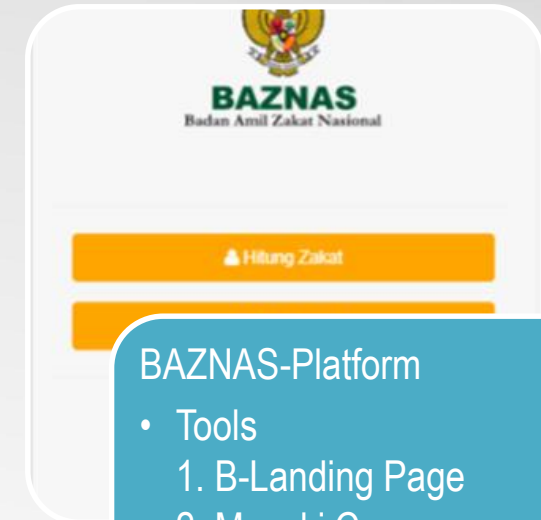 BAZNAS
Badan Amil Zakat Nasional
Hitung Zakat
BAZNAS-Platform
• Tools
1. B-Landing Page